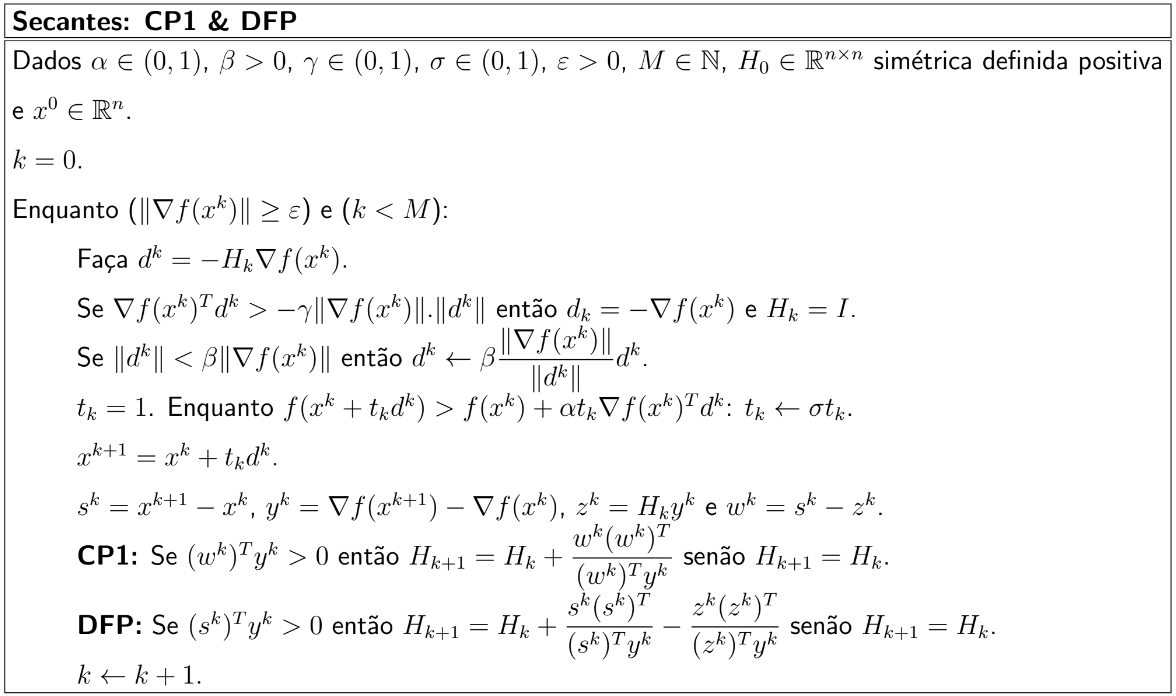 Secantes: CP1 & DFP
Dados $\alpha \in (0, 1)$, $\beta > 0$, $\gamma \in (0, 1)$, $\sigma \in (0, 1)$, $\varepsilon > 0$, $M \in \mathbb{N}$, $H_0 \in \mathbb{R}^{n \times n}$ simétrica definida positiva
e $x^0 \in \mathbb{R}^n$.
$k = 0$.
Enquanto ($\|\nabla f(x^k)\| \geq \varepsilon$) e ($k < M$):
Faça $d^k = -H_k \nabla f(x^k)$.
Se $\nabla f(x^k)^T d^k > -\gamma \|\nabla f(x^k)\|.\|d^k\|$ então $d_k = -\nabla f(x^k)$ e $H_k = I$.
Se $\|d^k\| < \beta \|\nabla f(x^k)\|$ então $d^k \leftarrow \beta \dfrac{\|\nabla f(x^k)\|}{\|d^k\|} d^k$.
$t_k = 1$. Enquanto $f(x^k + t_k d^k) > f(x^k) + \alpha t_k \nabla f(x^k)^T d^k$: $t_k \leftarrow \sigma t_k$.
$x^{k+1} = x^k + t_k d^k$.
$s^k = x^{k+1} - x^k$, $y^k = \nabla f(x^{k+1}) - \nabla f(x^k)$, $z^k = H_k y^k$ e $w^k = s^k - z^k$.
CP1: Se $(w^k)^T y^k > 0$ então $H_{k+1} = H_k + \dfrac{w^k (w^k)^T}{(w^k)^T y^k}$ senão $H_{k+1} = H_k$.
DFP: Se $(s^k)^T y^k > 0$ então $H_{k+1} = H_k + \dfrac{s^k (s^k)^T}{(s^k)^T y^k} - \dfrac{z^k (z^k)^T}{(z^k)^T y^k}$ senão $H_{k+1} = H_k$.
$k \leftarrow k + 1$.